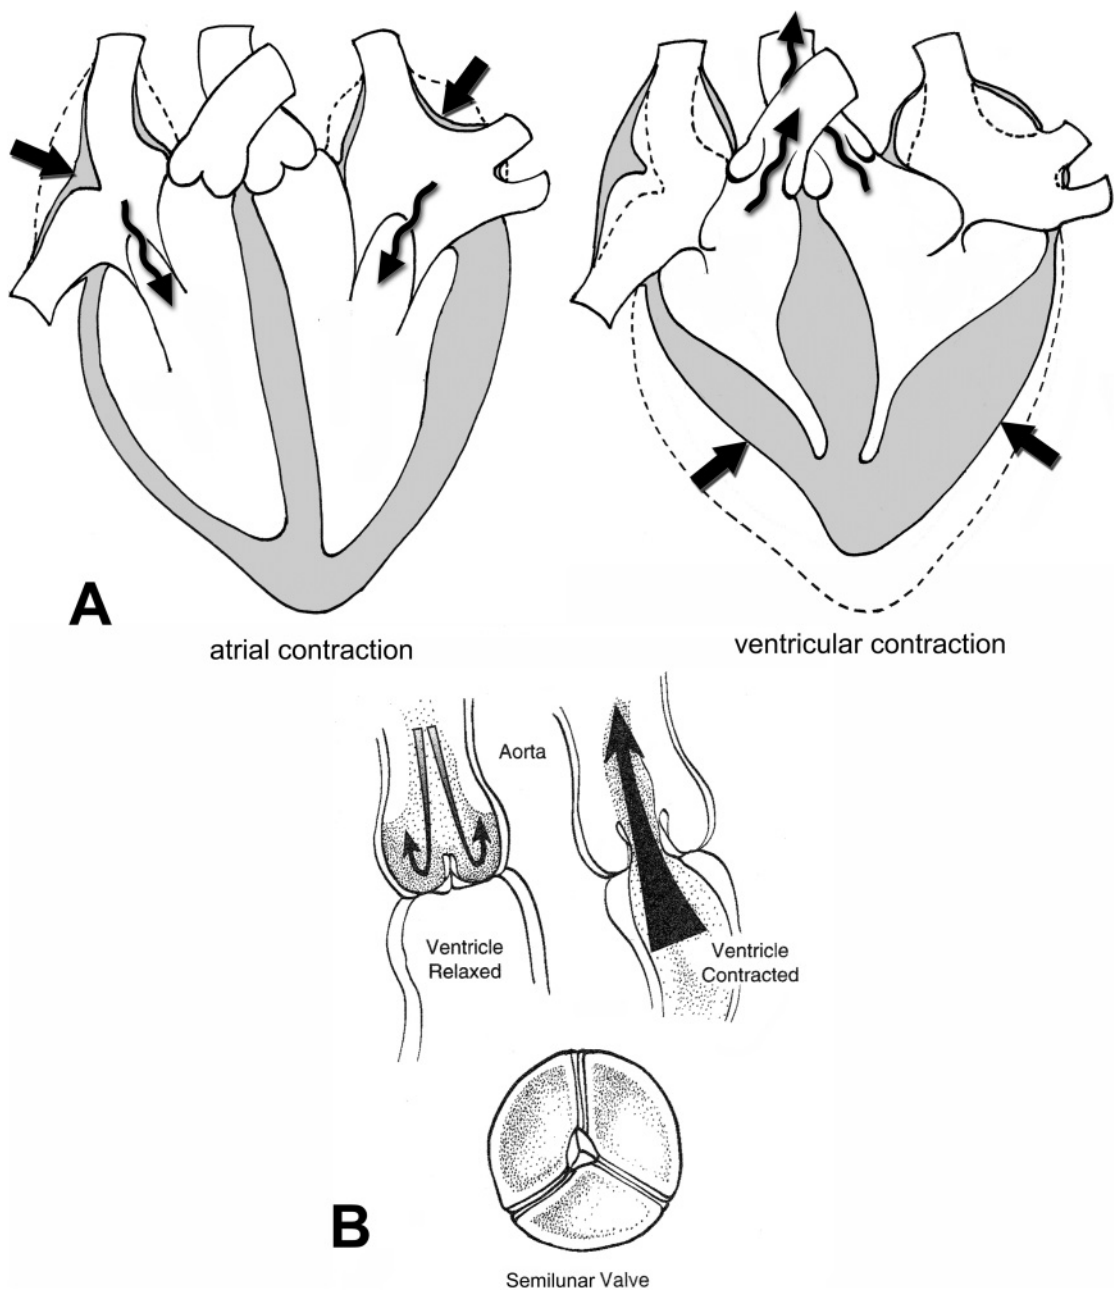 A
atrial contraction
ventricular contraction
Aorta
Ventricle
Relaxed
Ventricle
Contracted
B
Semilunar Valve